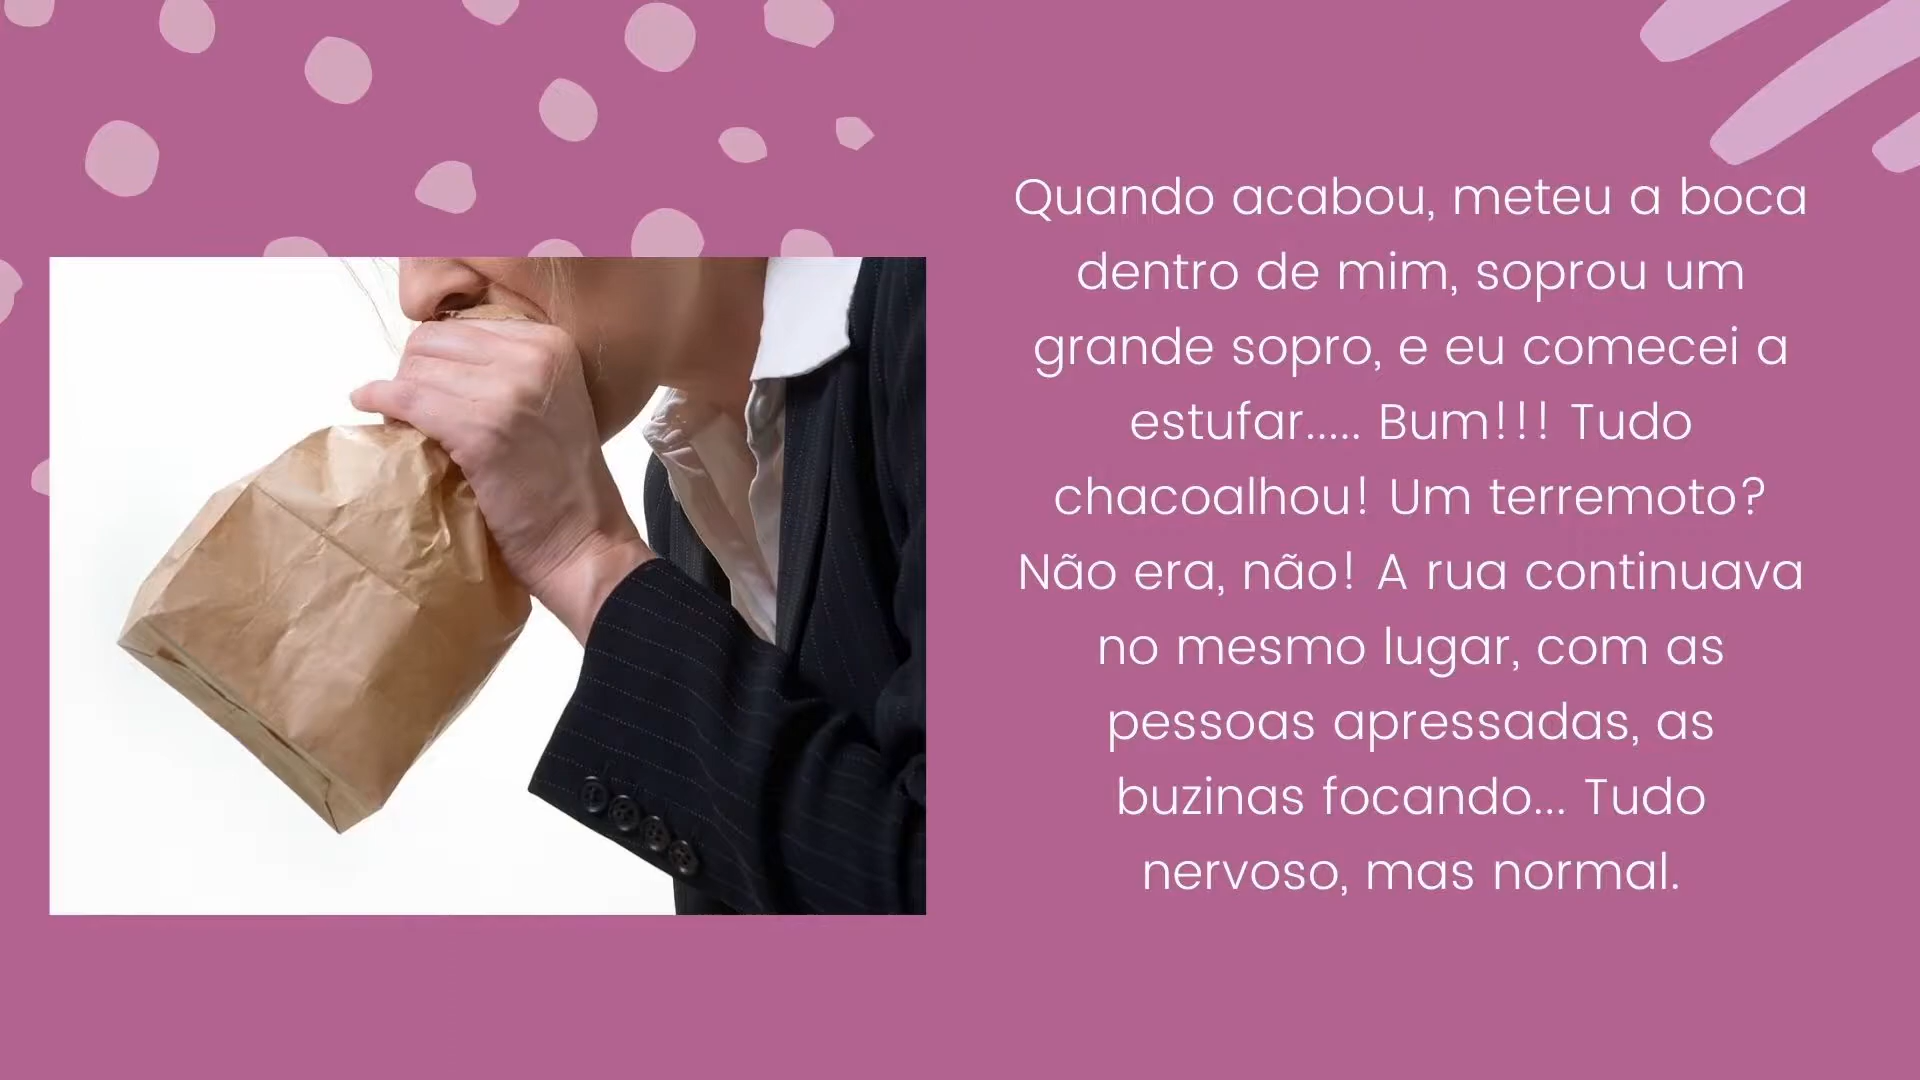 Quando acabou, meteu a boca
dentro de mim, soprou um
grande sopro, e eu comecei a
estufar..... Bum!!! Tudo
chacoalhou! Um terremoto?
Não era, não! A rua continuava
no mesmo lugar, com as
pessoas apressadas, as
buzinas focando... Tudo
nervoso, mas normal.